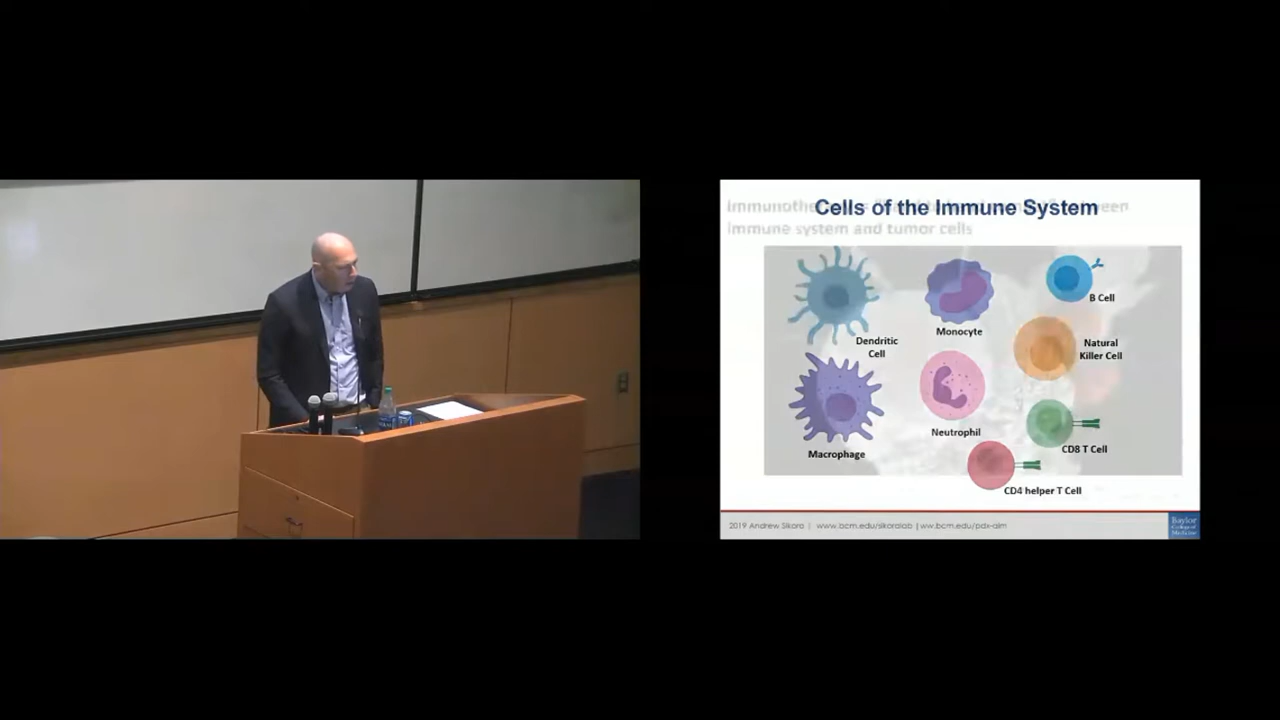 Cells of the Immune System
immune system and tumor cells
B Cell
Monocyte
Dendritic
Cell
Natural
Killer Cell
Neutrophil
CD8 T Cell
Macrophage
CD4 helper T Cell
2019 Andrew Sikora | www.bcm.edu/sikoralab | ww.bcm.edu/pdx-aim
Baylor
College of
Medicine